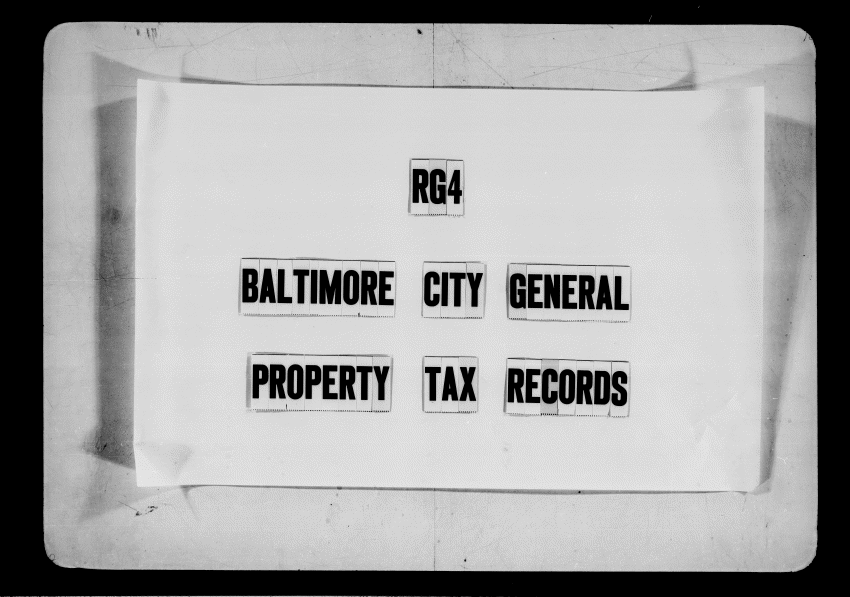 RG4
BALTIMORE CITY GENERAL
PROPERTY TAX RECORDS